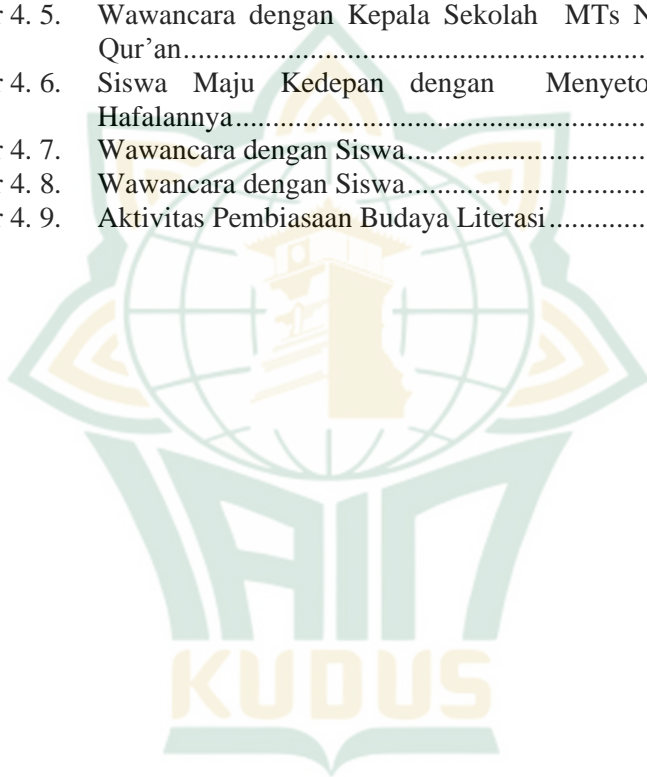 r 4. 5. Wawancara dengan Kepala Sekolah MTs N
Qur’an.......................................................
r 4. 6. Siswa Maju Kedepan dengan Menyeto
Hafalannya................................................
r 4. 7. Wawancara dengan Siswa............................
r 4. 8. Wawancara dengan Siswa............................
r 4. 9. Aktivitas Pembiasaan Budaya Literasi.............
IAIN
KUDUS